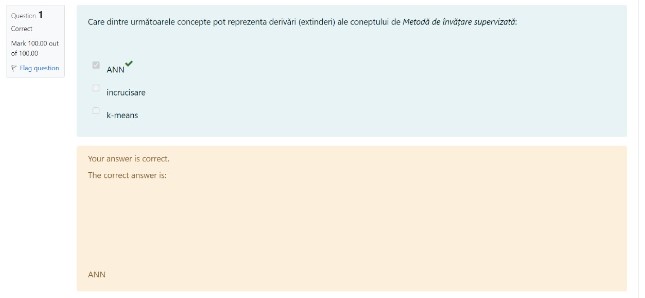 Question 1
Correct
Mark 100.00 out
of 100.00
Flag question
Care dintre următoarele concepte pot reprezenta derivări (extinderi) ale coneptului de Metodă de învățare supervizată:
ANN
incrucisare
k-means
Your answer is correct.
The correct answer is:
ANN